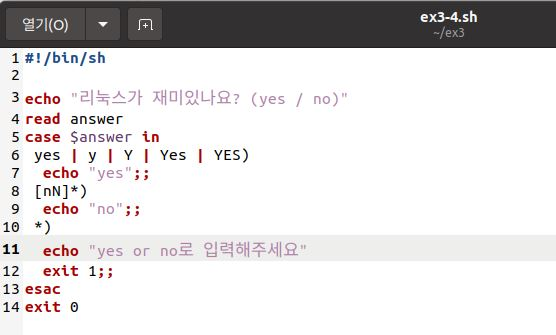 열기(O)
ex3-4.sh
~/ex3
1 #!/bin/sh
2
3 echo "리눅스가 재미있나요? (yes / no)"
4 read answer
5 case $answer in
6  yes | y | Y | Yes | YES)
7   echo "yes";;
8  [nN]*)
9   echo "no";;
10  *)
11   echo "yes or no로 입력해주세요"
12   exit 1;;
13 esac
14 exit 0